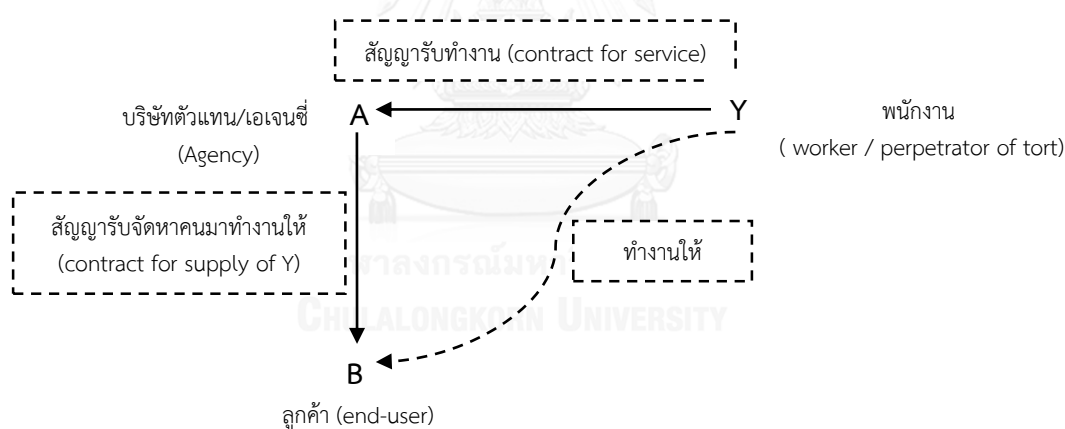 สัญญารับทำงาน (contract for service)
บริษัทตัวแทน/เอเจนซี่
(Agency)
A
Y
พนักงาน
( worker / perpetrator of tort)
สัญญารับจัดหาคนมาทำงานให้
(contract for supply of Y)
ทำงานให้
CHULALONGKORN UNIVERSITY
B
ลูกค้า (end-user)